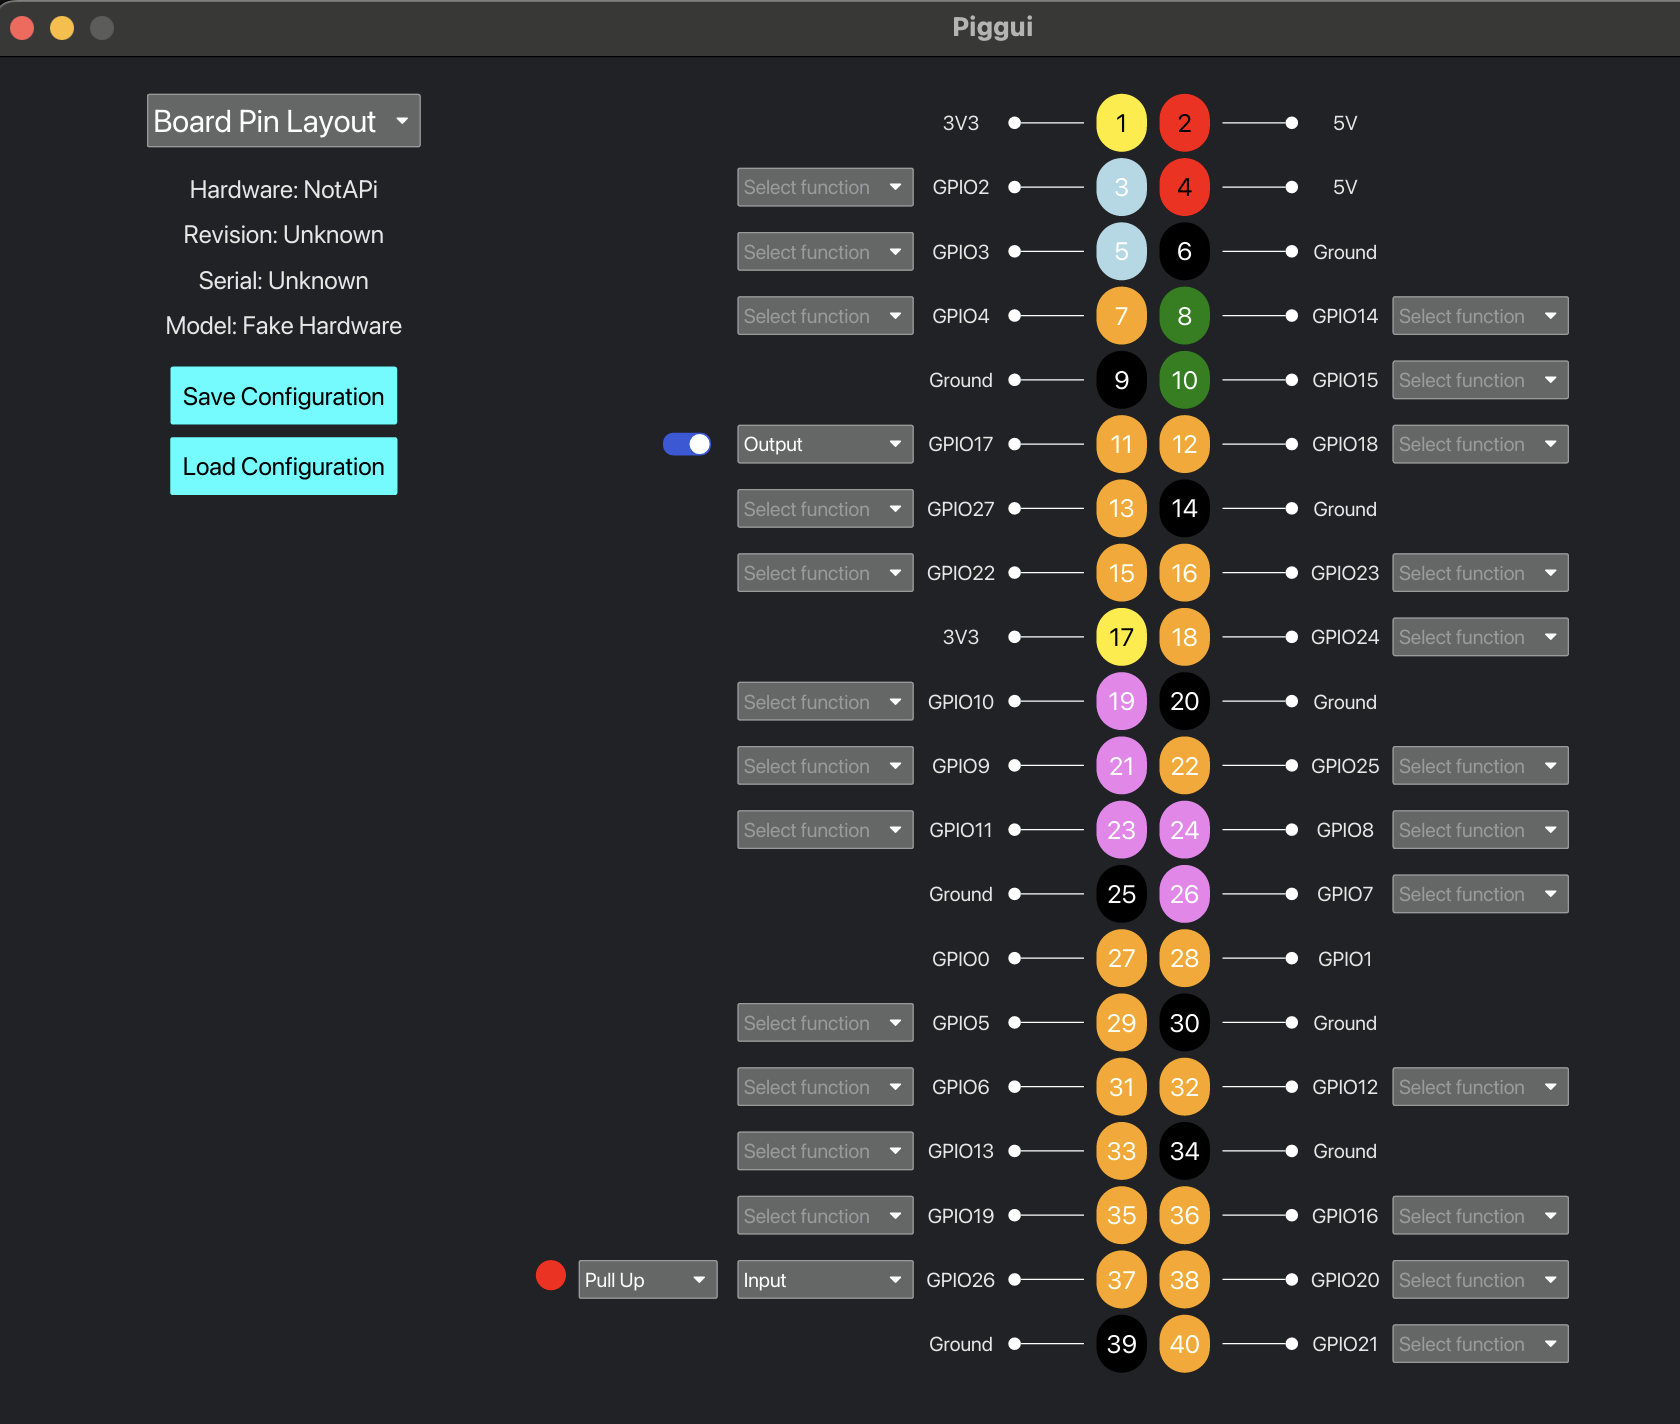 Piggui
Board Pin Layout
Hardware: NotAPi
Revision: Unknown
Serial: Unknown
Model: Fake Hardware
Save Configuration
Load Configuration
3V3 1 2 5V
Select function GPIO2 3 4 5V
Select function GPIO3 5 6 Ground
Select function GPIO4 7 8 GPIO14 Select function
Ground 9 10 GPIO15 Select function
Output GPIO17 11 12 GPIO18 Select function
Select function GPIO27 13 14 Ground
Select function GPIO22 15 16 GPIO23 Select function
3V3 17 18 GPIO24 Select function
Select function GPIO10 19 20 Ground
Select function GPIO9 21 22 GPIO25 Select function
Select function GPIO11 23 24 GPIO8 Select function
Ground 25 26 GPIO7 Select function
GPIO0 27 28 GPIO1
Select function GPIO5 29 30 Ground
Select function GPIO6 31 32 GPIO12 Select function
Select function GPIO13 33 34 Ground
Select function GPIO19 35 36 GPIO16 Select function
Pull Up Input GPIO26 37 38 GPIO20 Select function
Ground 39 40 GPIO21 Select function